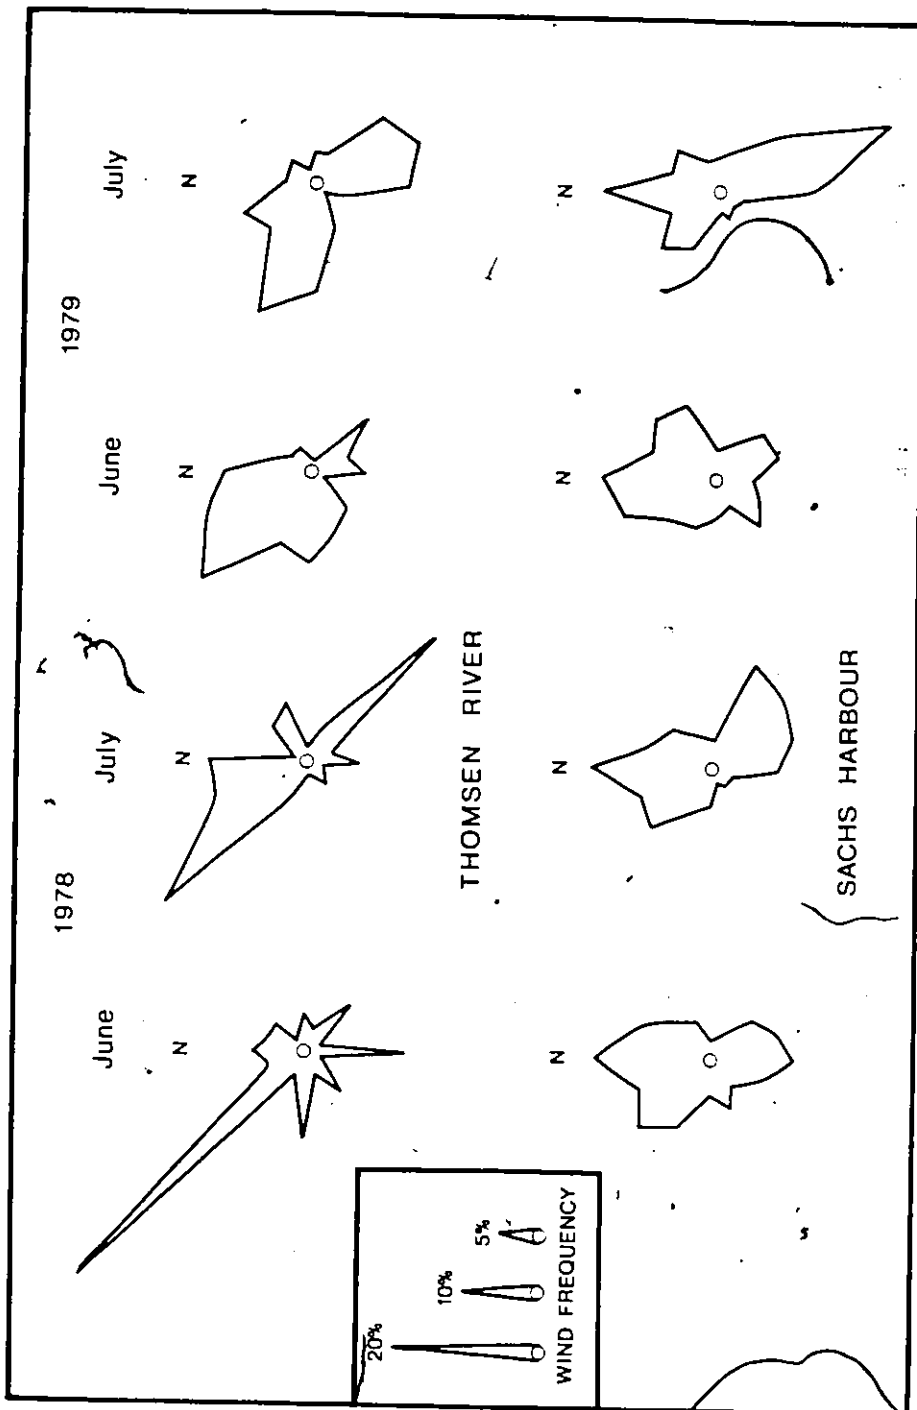 1978 1979
June July June July
N N N N
THOMSEN RIVER
N N N N
SACHS HARBOUR
20% 10% 5%
WIND FREQUENCY